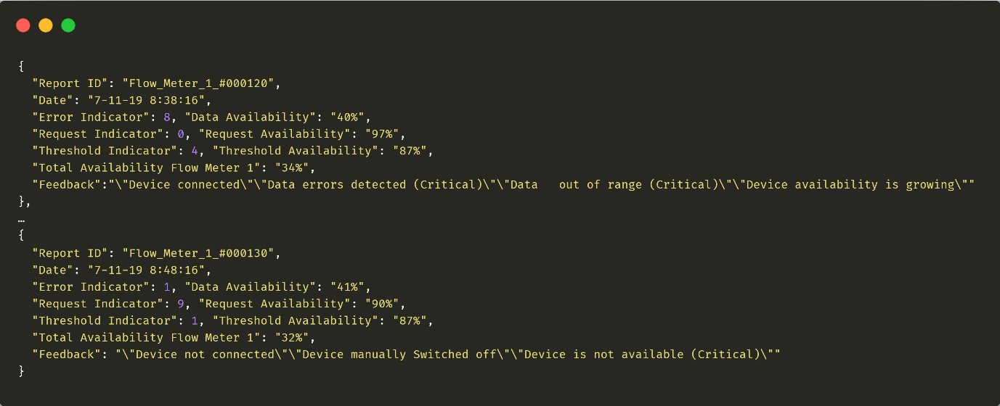 {
"Report ID": "Flow_Meter_1_#000120",
"Date": "7-11-19 8:38:16",
"Error Indicator": 8, "Data Availability": "40%",
"Request Indicator": 0, "Request Availability": "97%",
"Threshold Indicator": 4, "Threshold Availability": "87%",
"Total Availability Flow Meter 1": "34%",
"Feedback":"\"Device connected\"\"Data errors detected (Critical)\"\"Data   out of range (Critical)\"\"Device availability is growing\""
},
…
{
"Report ID": "Flow_Meter_1_#000130",
"Date": "7-11-19 8:48:16",
"Error Indicator": 1, "Data Availability": "41%",
"Request Indicator": 9, "Request Availability": "90%",
"Threshold Indicator": 1, "Threshold Availability": "87%",
"Total Availability Flow Meter 1": "32%",
"Feedback": "\"Device not connected\"\"Device manually Switched off\"\"Device is not available (Critical)\""
}